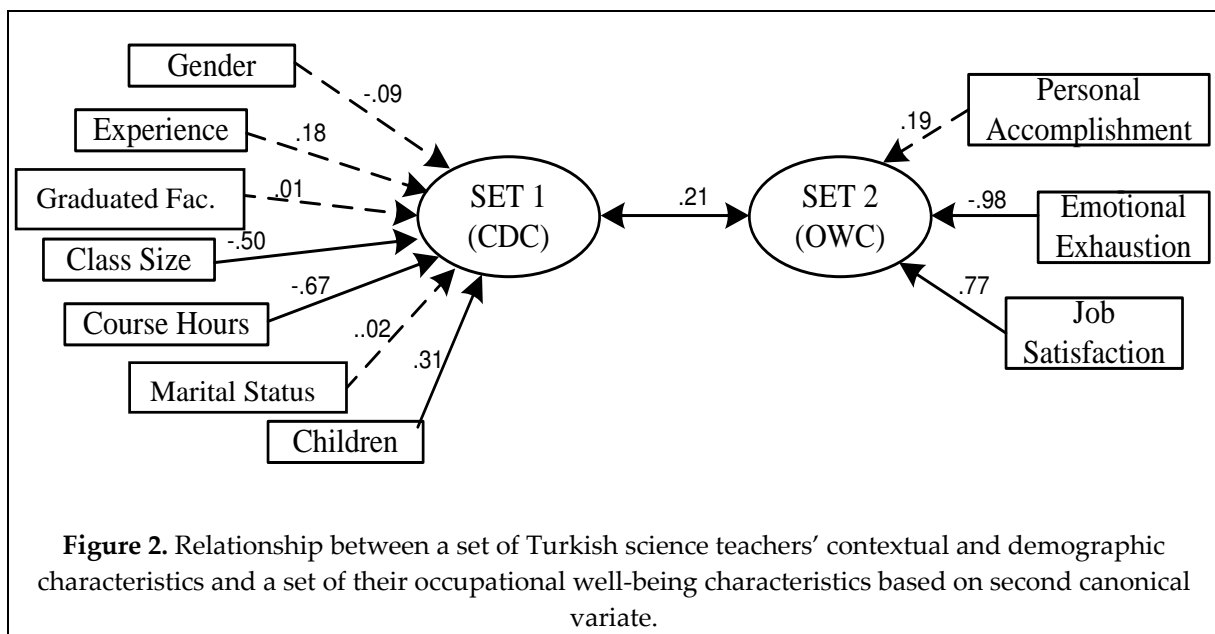 Gender
-.09
Experience
.18
Graduated Fac.
.01
Class Size
-.50
Course Hours
-.67
Marital Status
..02
Children
.31
SET 1
(CDC)
.21
SET 2
(OWC)
Personal
Accomplishment
.19
Emotional
Exhaustion
-.98
Job
Satisfaction
.77
Figure 2. Relationship between a set of Turkish science teachers’ contextual and demographic
characteristics and a set of their occupational well-being characteristics based on second canonical
variate.